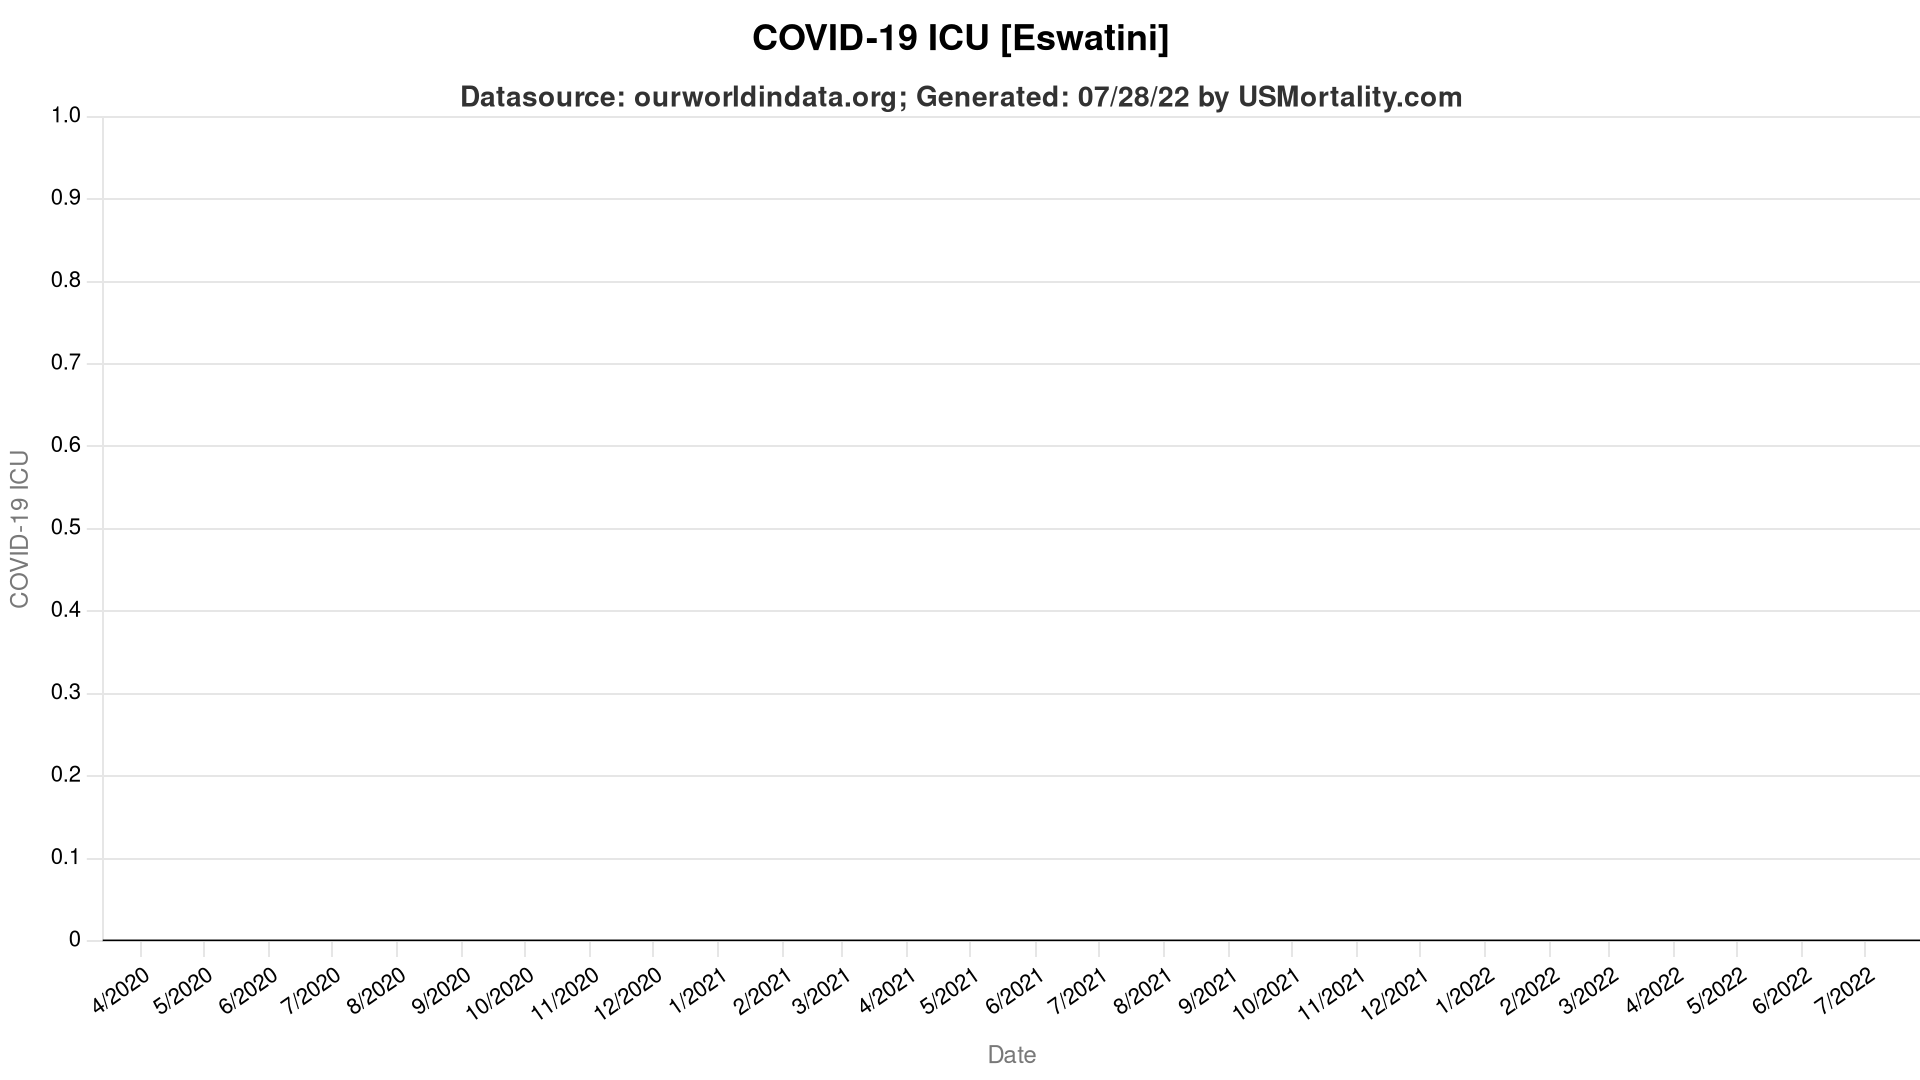 COVID-19 ICU [Eswatini]
Datasource: ourworldindata.org; Generated: 07/28/22 by USMortality.com
1.0
0.9
0.8
0.7
0.6
0.5
0.4
0.3
0.2
0.1
0
COVID-19 ICU
4/2020 5/2020 6/2020 7/2020 8/2020 9/2020 10/2020 11/2020 12/2020 1/2021 2/2021 3/2021 4/2021 5/2021 6/2021 7/2021 8/2021 9/2021 10/2021 11/2021 12/2021 1/2022 2/2022 3/2022 4/2022 5/2022 6/2022 7/2022
Date